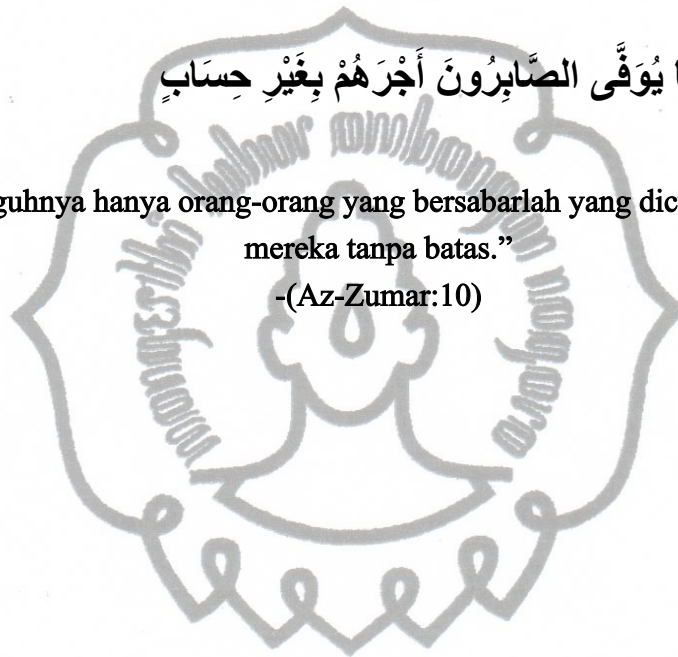 ا يُوَفَّى الصَّابِرُونَ أَجْرَهُمْ بِغَيْرِ حِسَابٍ
guhnya hanya orang-orang yang bersabarlah yang dic
mereka tanpa batas.”
-(Az-Zumar:10)